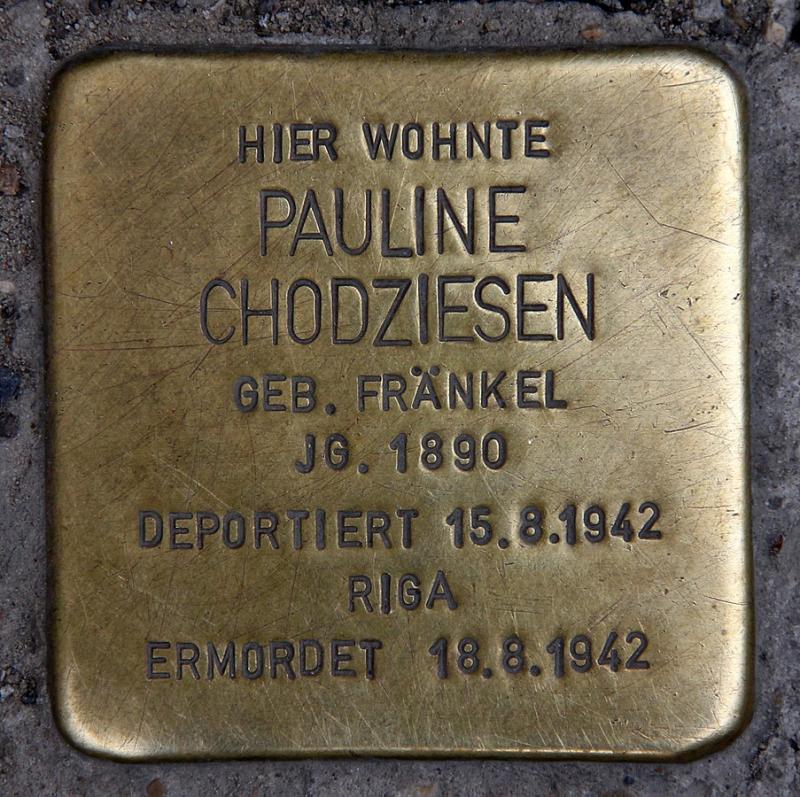 HIER WOHNTE
PAULINE
CHODZIESEN
GEB. FRÄNKEL
JG. 1890
DEPORTIERT 15.8.1942
RIGA
ERMORDET 18.8.1942